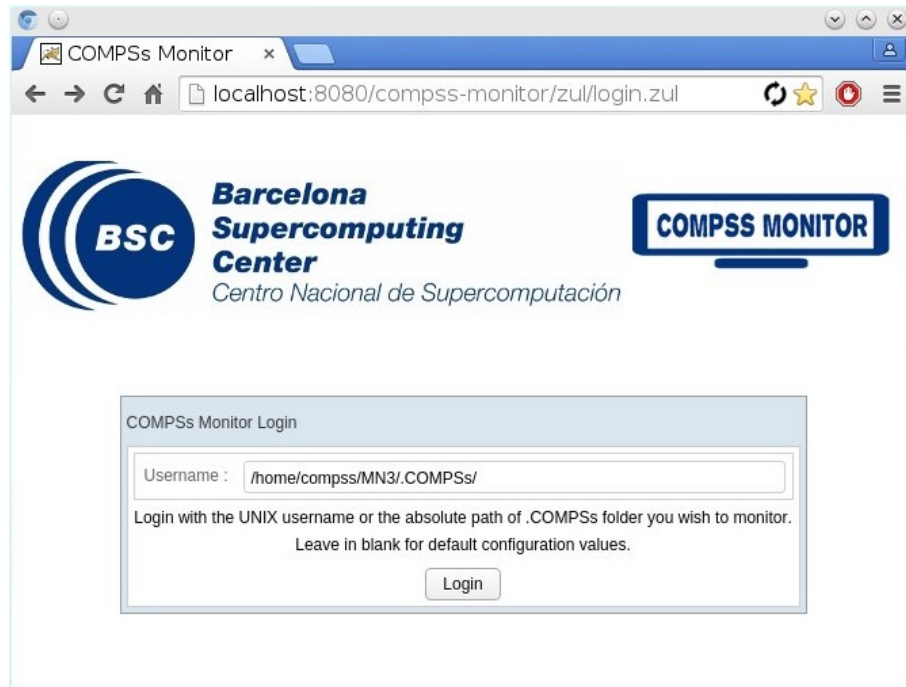 COMPSs Monitor
localhost:8080/compss-monitor/zul/login.zul
BSC
Barcelona
Supercomputing
Center
Centro Nacional de Supercomputación
COMPSS MONITOR
COMPSs Monitor Login
Username : /home/compss/MN3/.COMPSs/
Login with the UNIX username or the absolute path of .COMPSs folder you wish to monitor.
Leave in blank for default configuration values.
Login